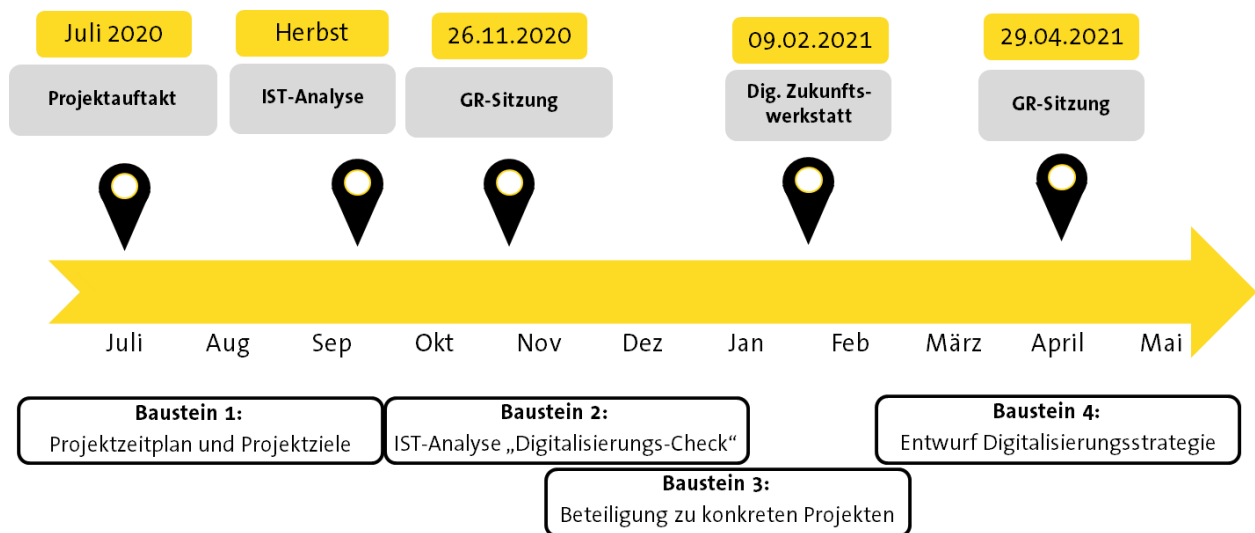 Juli 2020
Herbst
26.11.2020
09.02.2021
29.04.2021
Projektauftakt
IST-Analyse
GR-Sitzung
Dig. Zukunfts-
werkstatt
GR-Sitzung
Juli Aug Sep Okt Nov Dez Jan Feb März April Mai
Baustein 1:
Projektzeitplan und Projektziele
Baustein 2:
IST-Analyse „Digitalisierungs-Check“
Baustein 3:
Beteiligung zu konkreten Projekten
Baustein 4:
Entwurf Digitalisierungsstrategie